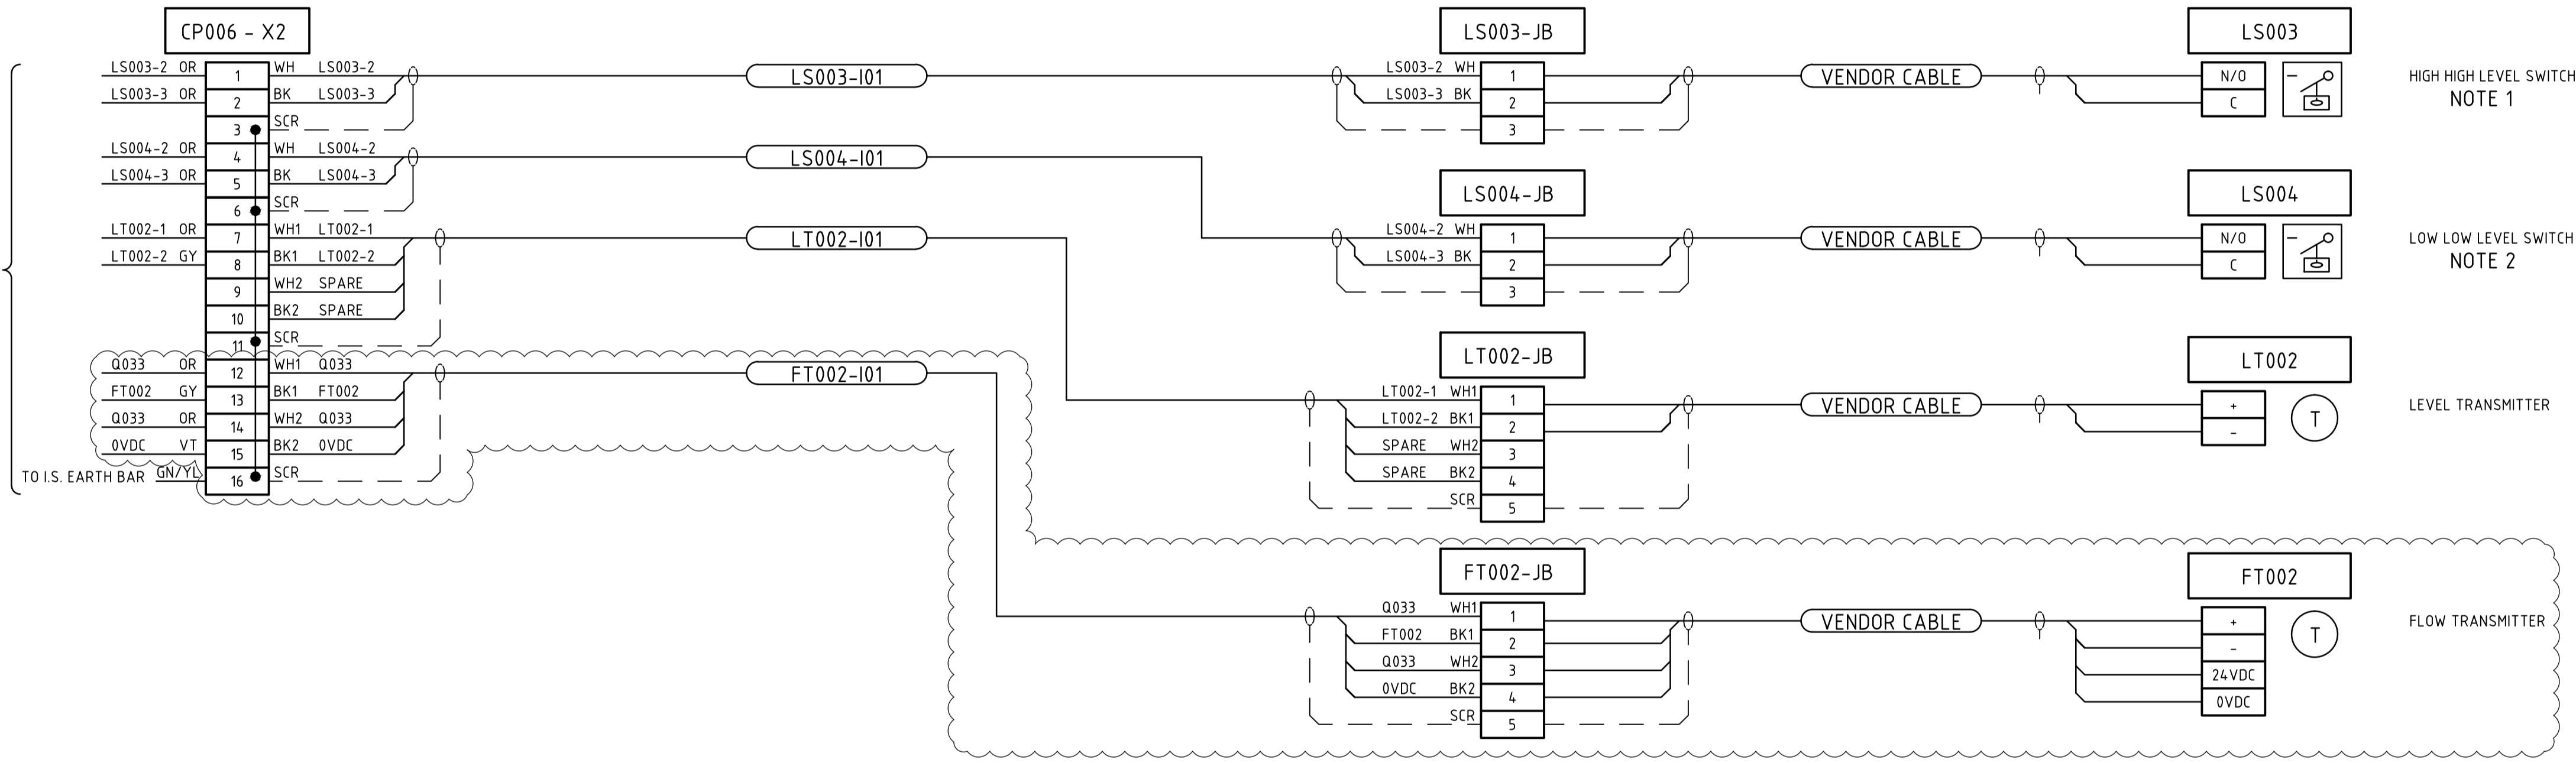 CP006 - X2 LS003-JB LS003
LS003-2 OR 1 WH LS003-2 LS003-I01 LS003-2 WH 1 VENDOR CABLE N/O HIGH HIGH LEVEL SWITCH
LS003-3 OR 2 BK LS003-3 LS003-3 BK 2 C NOTE 1
3 SCR 3
LS004-JB LS004
LS004-2 OR 4 WH LS004-2 LS004-I01
LS004-3 OR 5 BK LS004-3
6 SCR
LS004-2 WH 1 VENDOR CABLE N/O LOW LOW LEVEL SWITCH
LS004-3 BK 2 C NOTE 2
3
LT002-1 OR 7 WH1 LT002-1 LT002-I01
LT002-2 GY 8 BK1 LT002-2
9 WH2 SPARE
10 BK2 SPARE
11 SCR
LT002-JB LT002
LT002-1 WH1 1 VENDOR CABLE + T LEVEL TRANSMITTER
LT002-2 BK1 2 -
SPARE WH2 3
SPARE BK2 4
SCR 5
Q033 OR 12 WH1 Q033 FT002-I01
FT002 GY 13 BK1 FT002
Q033 OR 14 WH2 Q033
0VDC VT 15 BK2 0VDC
TO I.S. EARTH BAR GN/YL 16 SCR
FT002-JB FT002
Q033 WH1 1 VENDOR CABLE + T FLOW TRANSMITTER
FT002 BK1 2 -
Q033 WH2 3 24VDC
0VDC BK2 4 0VDC
SCR 5